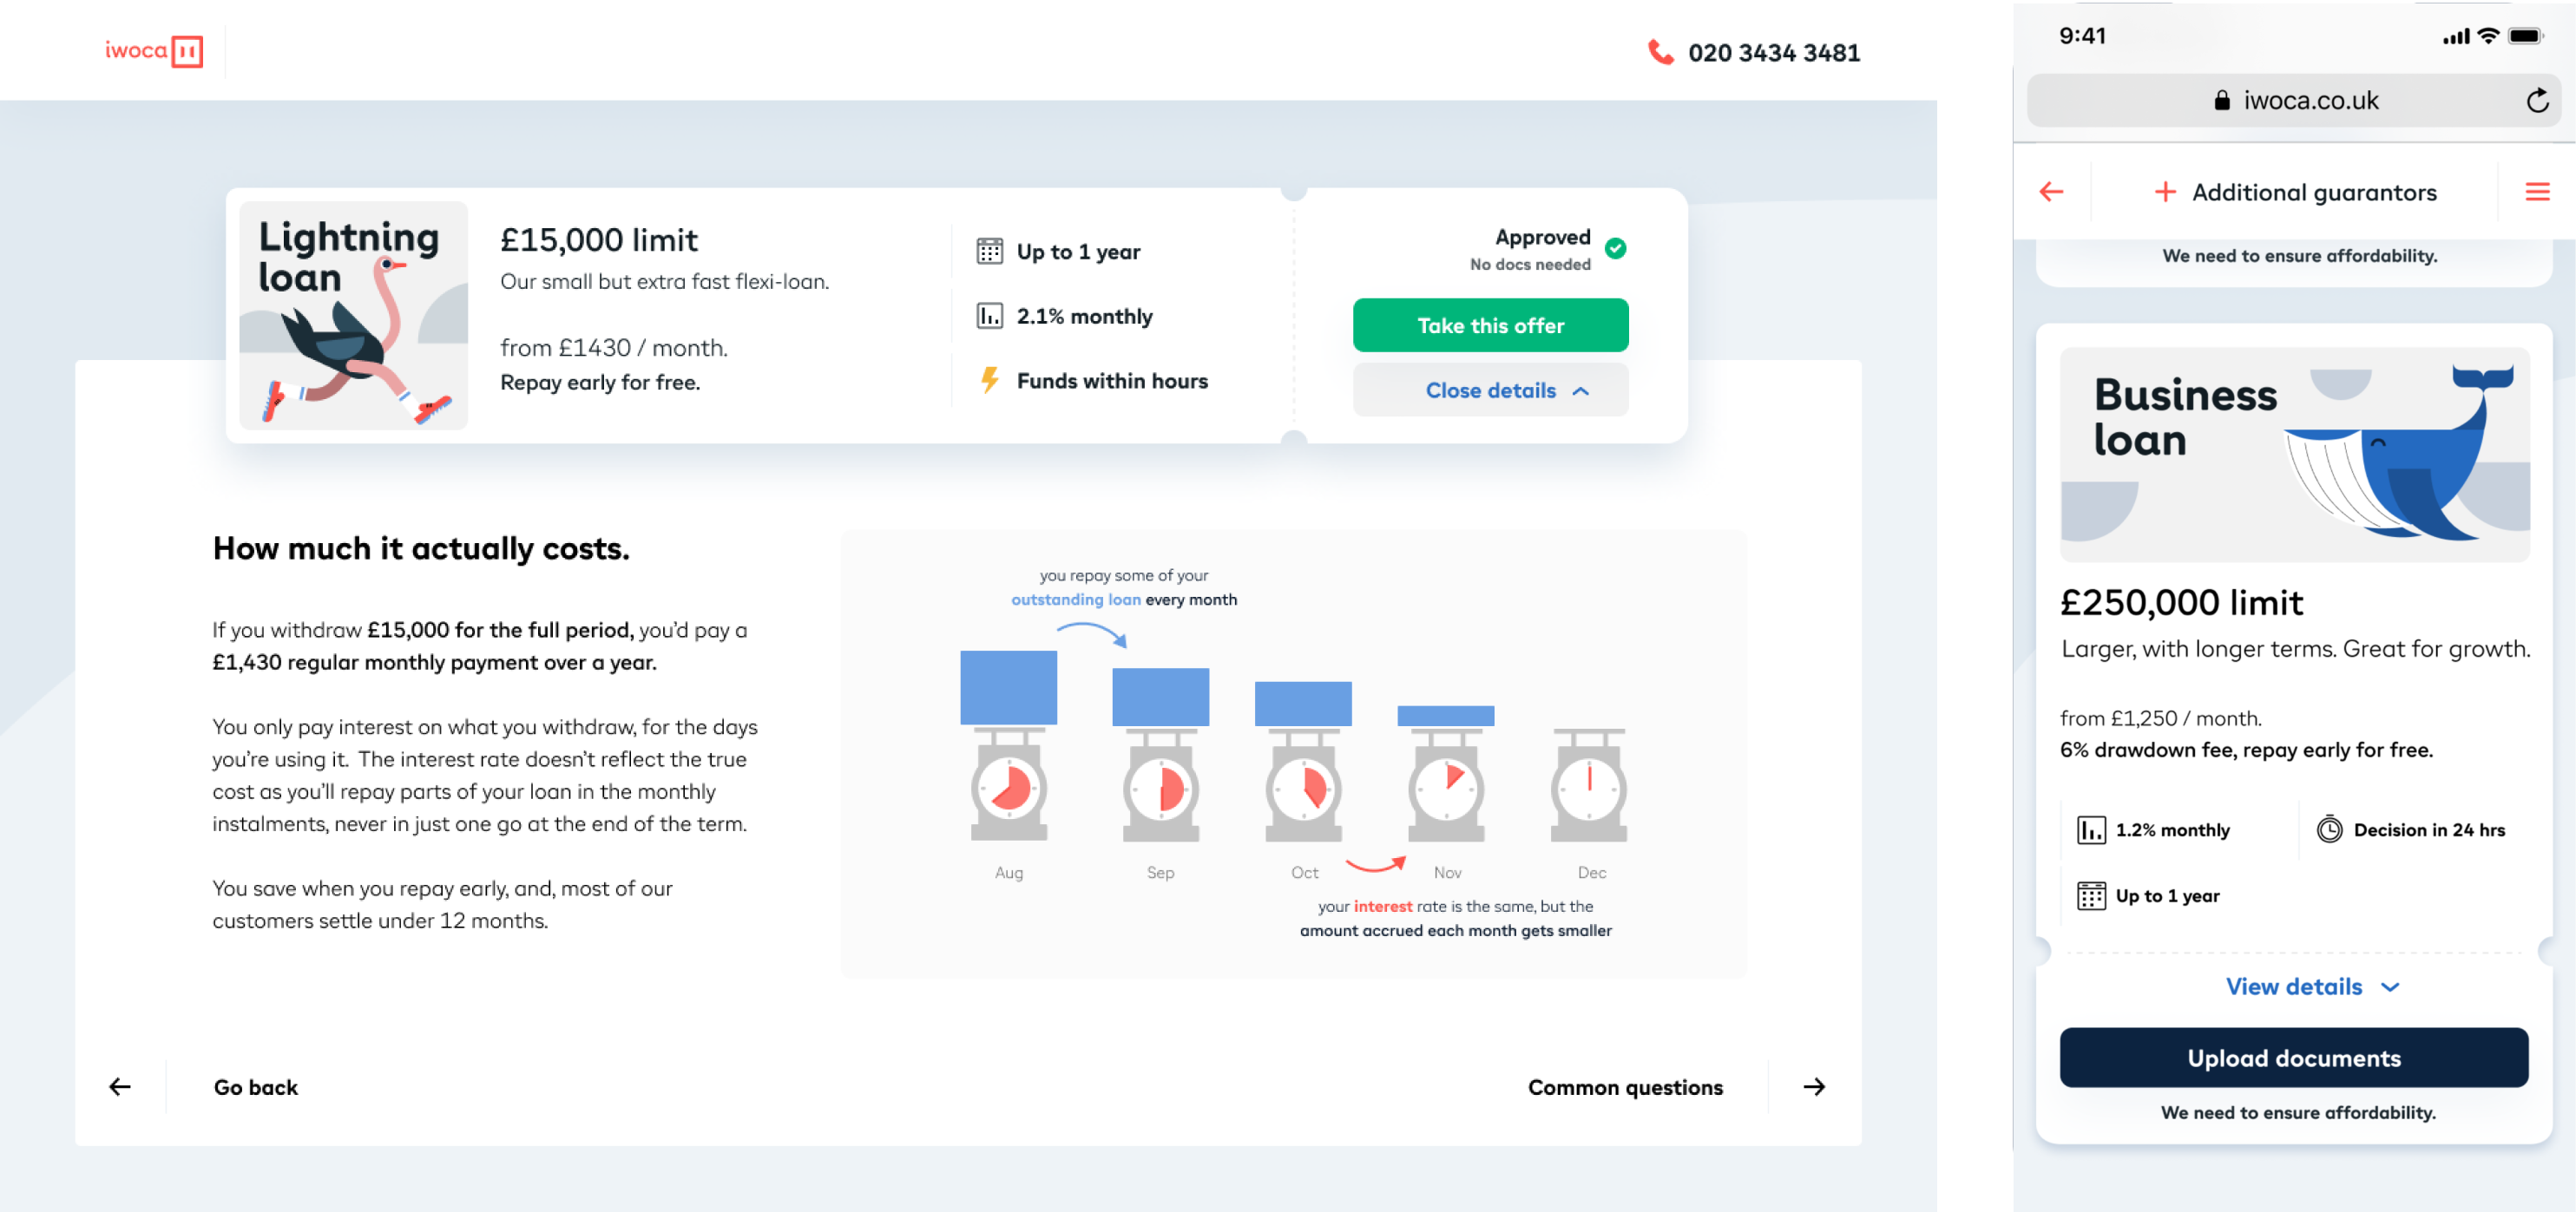 iwoca
020 3434 3481
Lightning
loan
£15,000 limit
Our small but extra fast flexi-loan.
from £1430 / month.
Repay early for free.
Up to 1 year
2.1% monthly
Funds within hours
Approved
No docs needed
Take this offer
Close details
How much it actually costs.
If you withdraw £15,000 for the full period, you’d pay a
£1,430 regular monthly payment over a year.
You only pay interest on what you withdraw, for the days
you’re using it. The interest rate doesn’t reflect the true
cost as you’ll repay parts of your loan in the monthly
instalments, never in just one go at the end of the term.
You save when you repay early, and, most of our
customers settle under 12 months.
you repay some of your
outstanding loan every month
Aug
Sep
Oct
Nov
Dec
your interest rate is the same, but the
amount accrued each month gets smaller
Go back
Common questions
9:41
iwoca.co.uk
Additional guarantors
We need to ensure affordability.
Business
loan
£250,000 limit
Larger, with longer terms. Great for growth.
from £1,250 / month.
6% drawdown fee, repay early for free.
1.2% monthly
Decision in 24 hrs
Up to 1 year
View details
Upload documents
We need to ensure affordability.